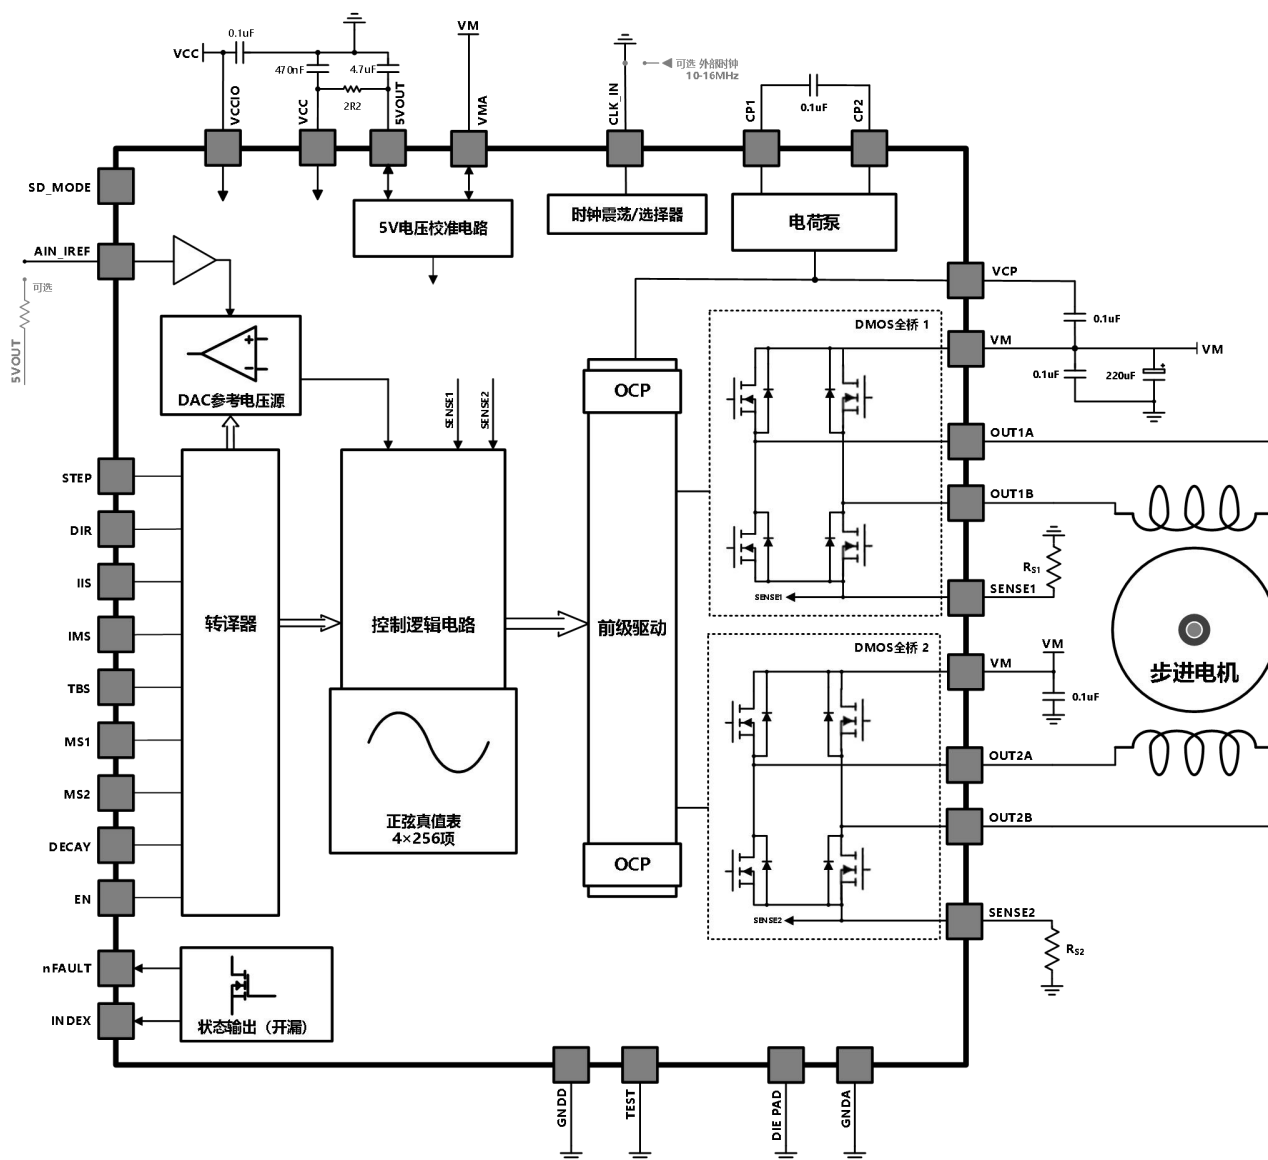 0.1uF
VCC
470nF
4.7uF
2R2
VCCIO
VCC
5VOUT
VM
VMA
CLK_IN
可选 外部时钟
10-16MHz
CP1
0.1uF
CP2
SD_MODE
5V电压校准电路
时钟震荡/选择器
电荷泵
AIN_IREF
可选
5VOUT
VCP
0.1uF
DMOS全桥 1
VM
VM
0.1uF
220uF
+
DAC参考电压源
OCP
SENSE1
SENSE2
OUT1A
STEP
DIR
IIS
IMS
TBS
MS1
MS2
DECAY
EN
转译器
控制逻辑电路
前级驱动
OUT1B
RS1
SENSE1
SENSE1
DMOS全桥 2
VM
VM
0.1uF
步进电机
OUT2A
正弦真值表
4×256项
OUT2B
OCP
SENSE2
SENSE2
RS2
nFAULT
INDEX
状态输出（开漏）
GNDD
TEST
DIE PAD
GNDA